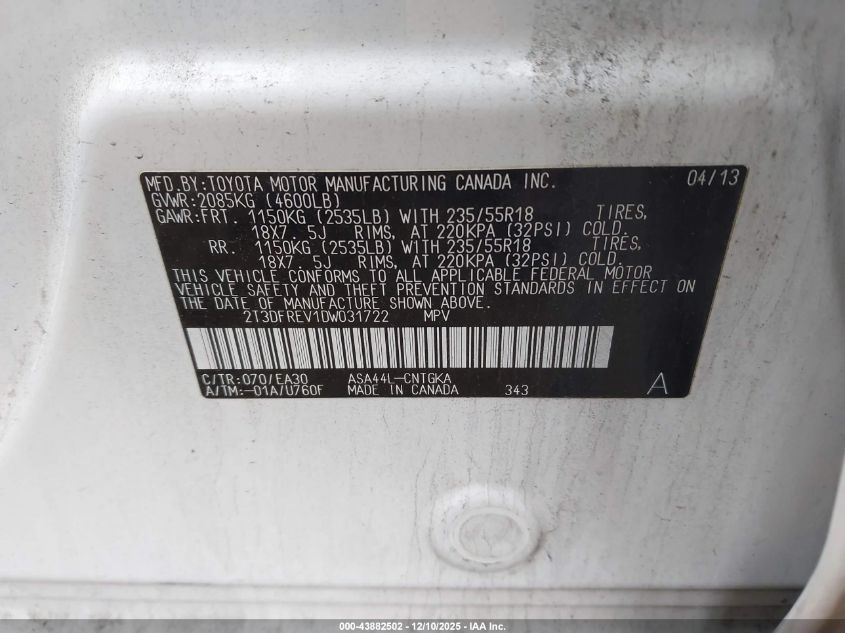 MFD.BY:TOYOTA MOTOR MANUFACTURING CANADA INC. 04/13
GVWR:2085KG (4600LB)
GAWR:FRT. 1150KG (2535LB) WITH 235/55R18 TIRES,
18X7. 5J RIMS, AT 220KPA (32PSI) COLD.
RR. 1150KG (2535LB) WITH 235/55R18 TIRES,
18X7. 5J RIMS, AT 220KPA (32PSI) COLD.
THIS VEHICLE CONFORMS TO ALL APPLICABLE FEDERAL MOTOR
VEHICLE SAFETY AND THEFT PREVENTION STANDARDS IN EFFECT ON
THE DATE OF MANUFACTURE SHOWN ABOVE.
2T3DFREV1DW031722 MPV
C/TR:070/EA30 ASA44L-CNTGKA
A/TM:-01A/U760F MADE IN CANADA 343 A
000-43882502 - 12/10/2025 - IAA Inc.